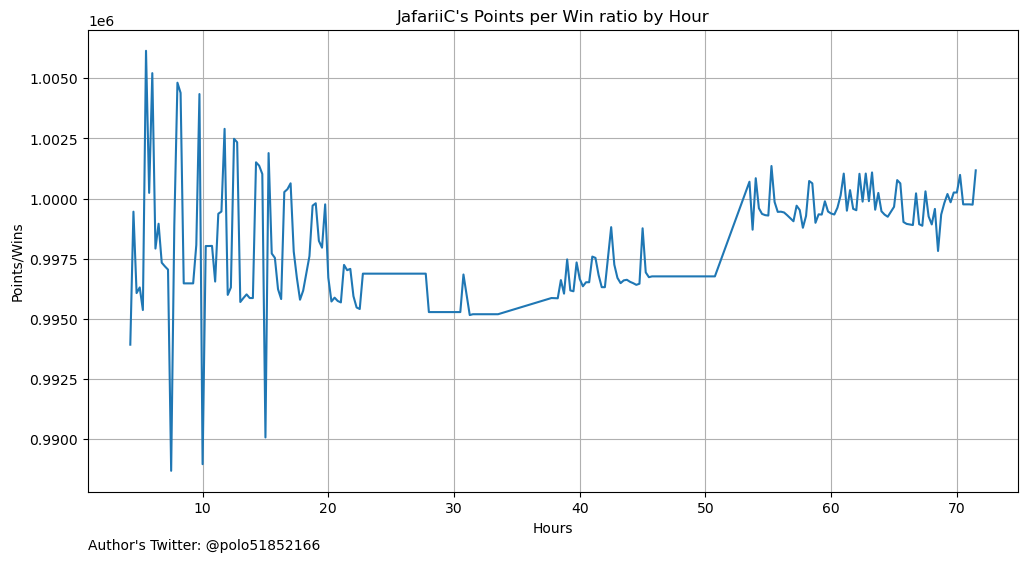 JafariiC's Points per Win ratio by Hour
1e6
1.0050
1.0025
1.0000
0.9975
0.9950
0.9925
0.9900
Points/Wins
10 20 30 40 50 60 70
Hours
Author's Twitter: @polo51852166